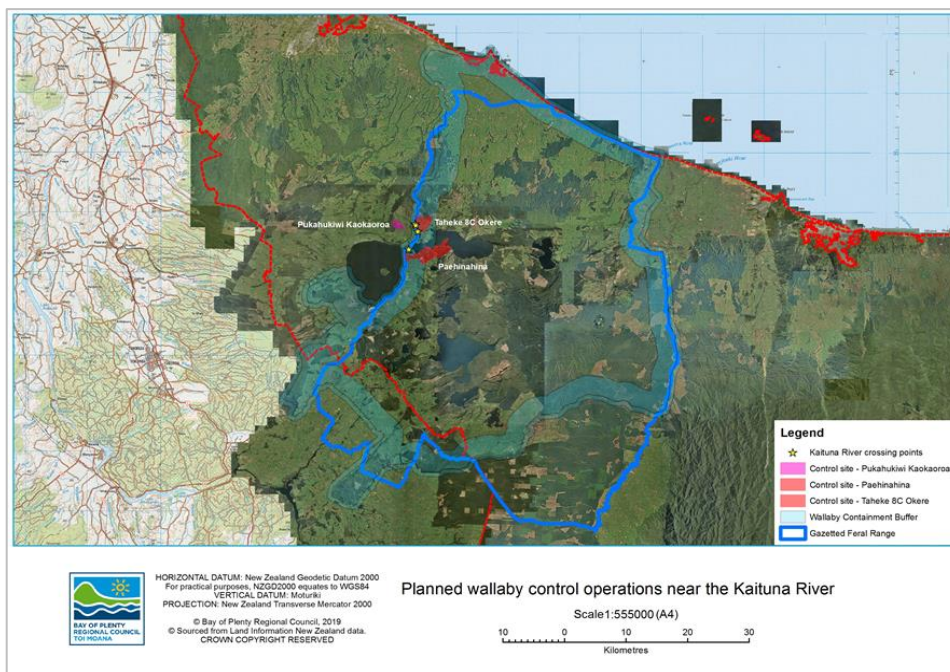 Pukahukiwi Kaokaoroa
Taheke 8C Okere
Paehinahina
Legend
Kaituna River crossing points
Control site - Pukahukiwi Kaokaoroa
Control site - Paehinahina
Control site - Taheke 8C Okere
Wallaby Containment Buffer
Gazetted Feral Range
BAY OF PLENTY
REGIONAL COUNCIL
TOI MOANA
HORIZONTAL DATUM: New Zealand Geodetic Datum 2000
For practical purposes, NZGD2000 equates to WGS84
VERTICAL DATUM: Moturiki
PROJECTION: New Zealand Transverse Mercator 2000
© Bay of Plenty Regional Council, 2019
© Sourced from Land Information New Zealand data.
CROWN COPYRIGHT RESERVED
Planned wallaby control operations near the Kaituna River
Scale1:555000 (A4)
10 0 10 20 30
Kilometres